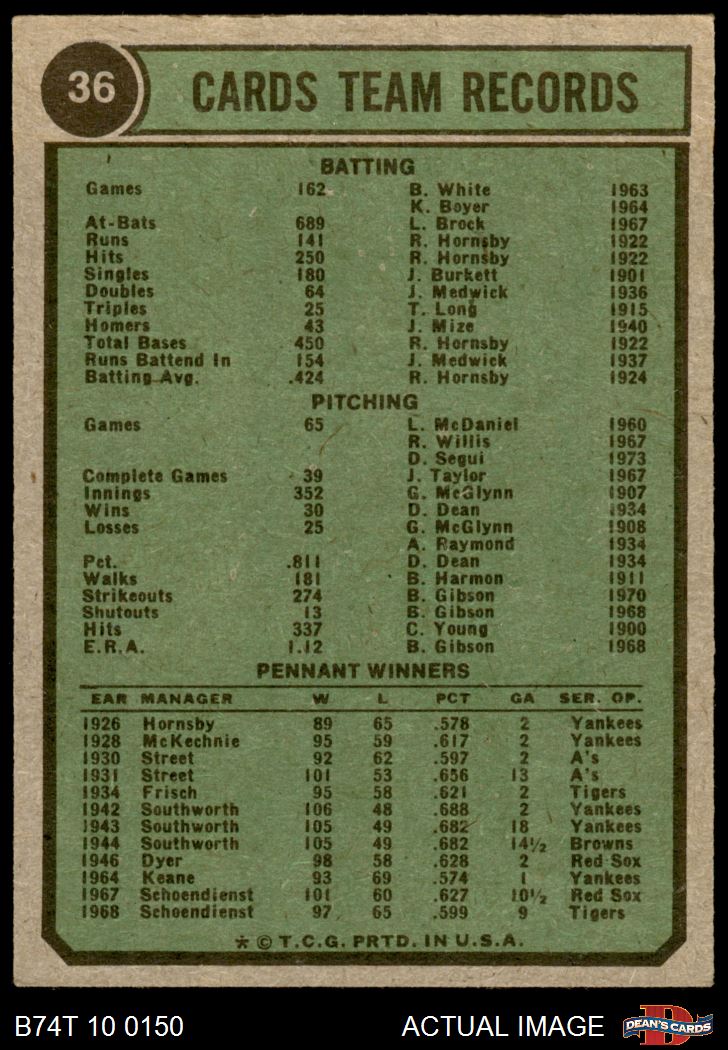 36 CARDS TEAM RECORDS
BATTING
Games 162 B. White 1963
K. Boyer 1964
At-Bats 689 L. Brock 1967
Runs 141 R. Hornsby 1922
Hits 250 R. Hornsby 1922
Singles 180 J. Burkett 1901
Doubles 64 J. Medwick 1936
Triples 25 T. Long 1915
Homers 43 J. Mize 1940
Total Bases 450 R. Hornsby 1922
Runs Battend In 154 J. Medwick 1937
Batting Avg. .424 R. Hornsby 1924
PITCHING
Games 65 L. McDaniel 1960
R. Willis 1967
D. Segui 1973
Complete Games 39 J. Taylor 1967
Innings 352 G. McGlynn 1907
Wins 30 D. Dean 1934
Losses 25 G. McGlynn 1908
A. Raymond 1934
Pct. .811 D. Dean 1934
Walks 181 B. Harmon 1911
Strikeouts 274 B. Gibson 1970
Shutouts 13 B. Gibson 1968
Hits 337 C. Young 1900
E.R.A. 1.12 B. Gibson 1968
PENNANT WINNERS
EAR MANAGER W L PCT GA SER. OP.
1926 Hornsby 89 65 .578 2 Yankees
1928 McKechnie 95 59 .617 2 Yankees
1930 Street 92 62 .597 2 A's
1931 Street 101 53 .656 13 A's
1934 Frisch 95 58 .621 2 Tigers
1942 Southworth 106 48 .688 2 Yankees
1943 Southworth 105 49 .682 18 Yankees
1944 Southworth 105 49 .682 14½ Browns
1946 Dyer 98 58 .628 2 Red Sox
1964 Keane 93 69 .574 1 Yankees
1967 Schoendienst 101 60 .627 10½ Red Sox
1968 Schoendienst 97 65 .599 9 Tigers
* © T.C.G. PRTD. IN U.S.A.
B74T 10 0150 ACTUAL IMAGE D DEAN'S CARDS